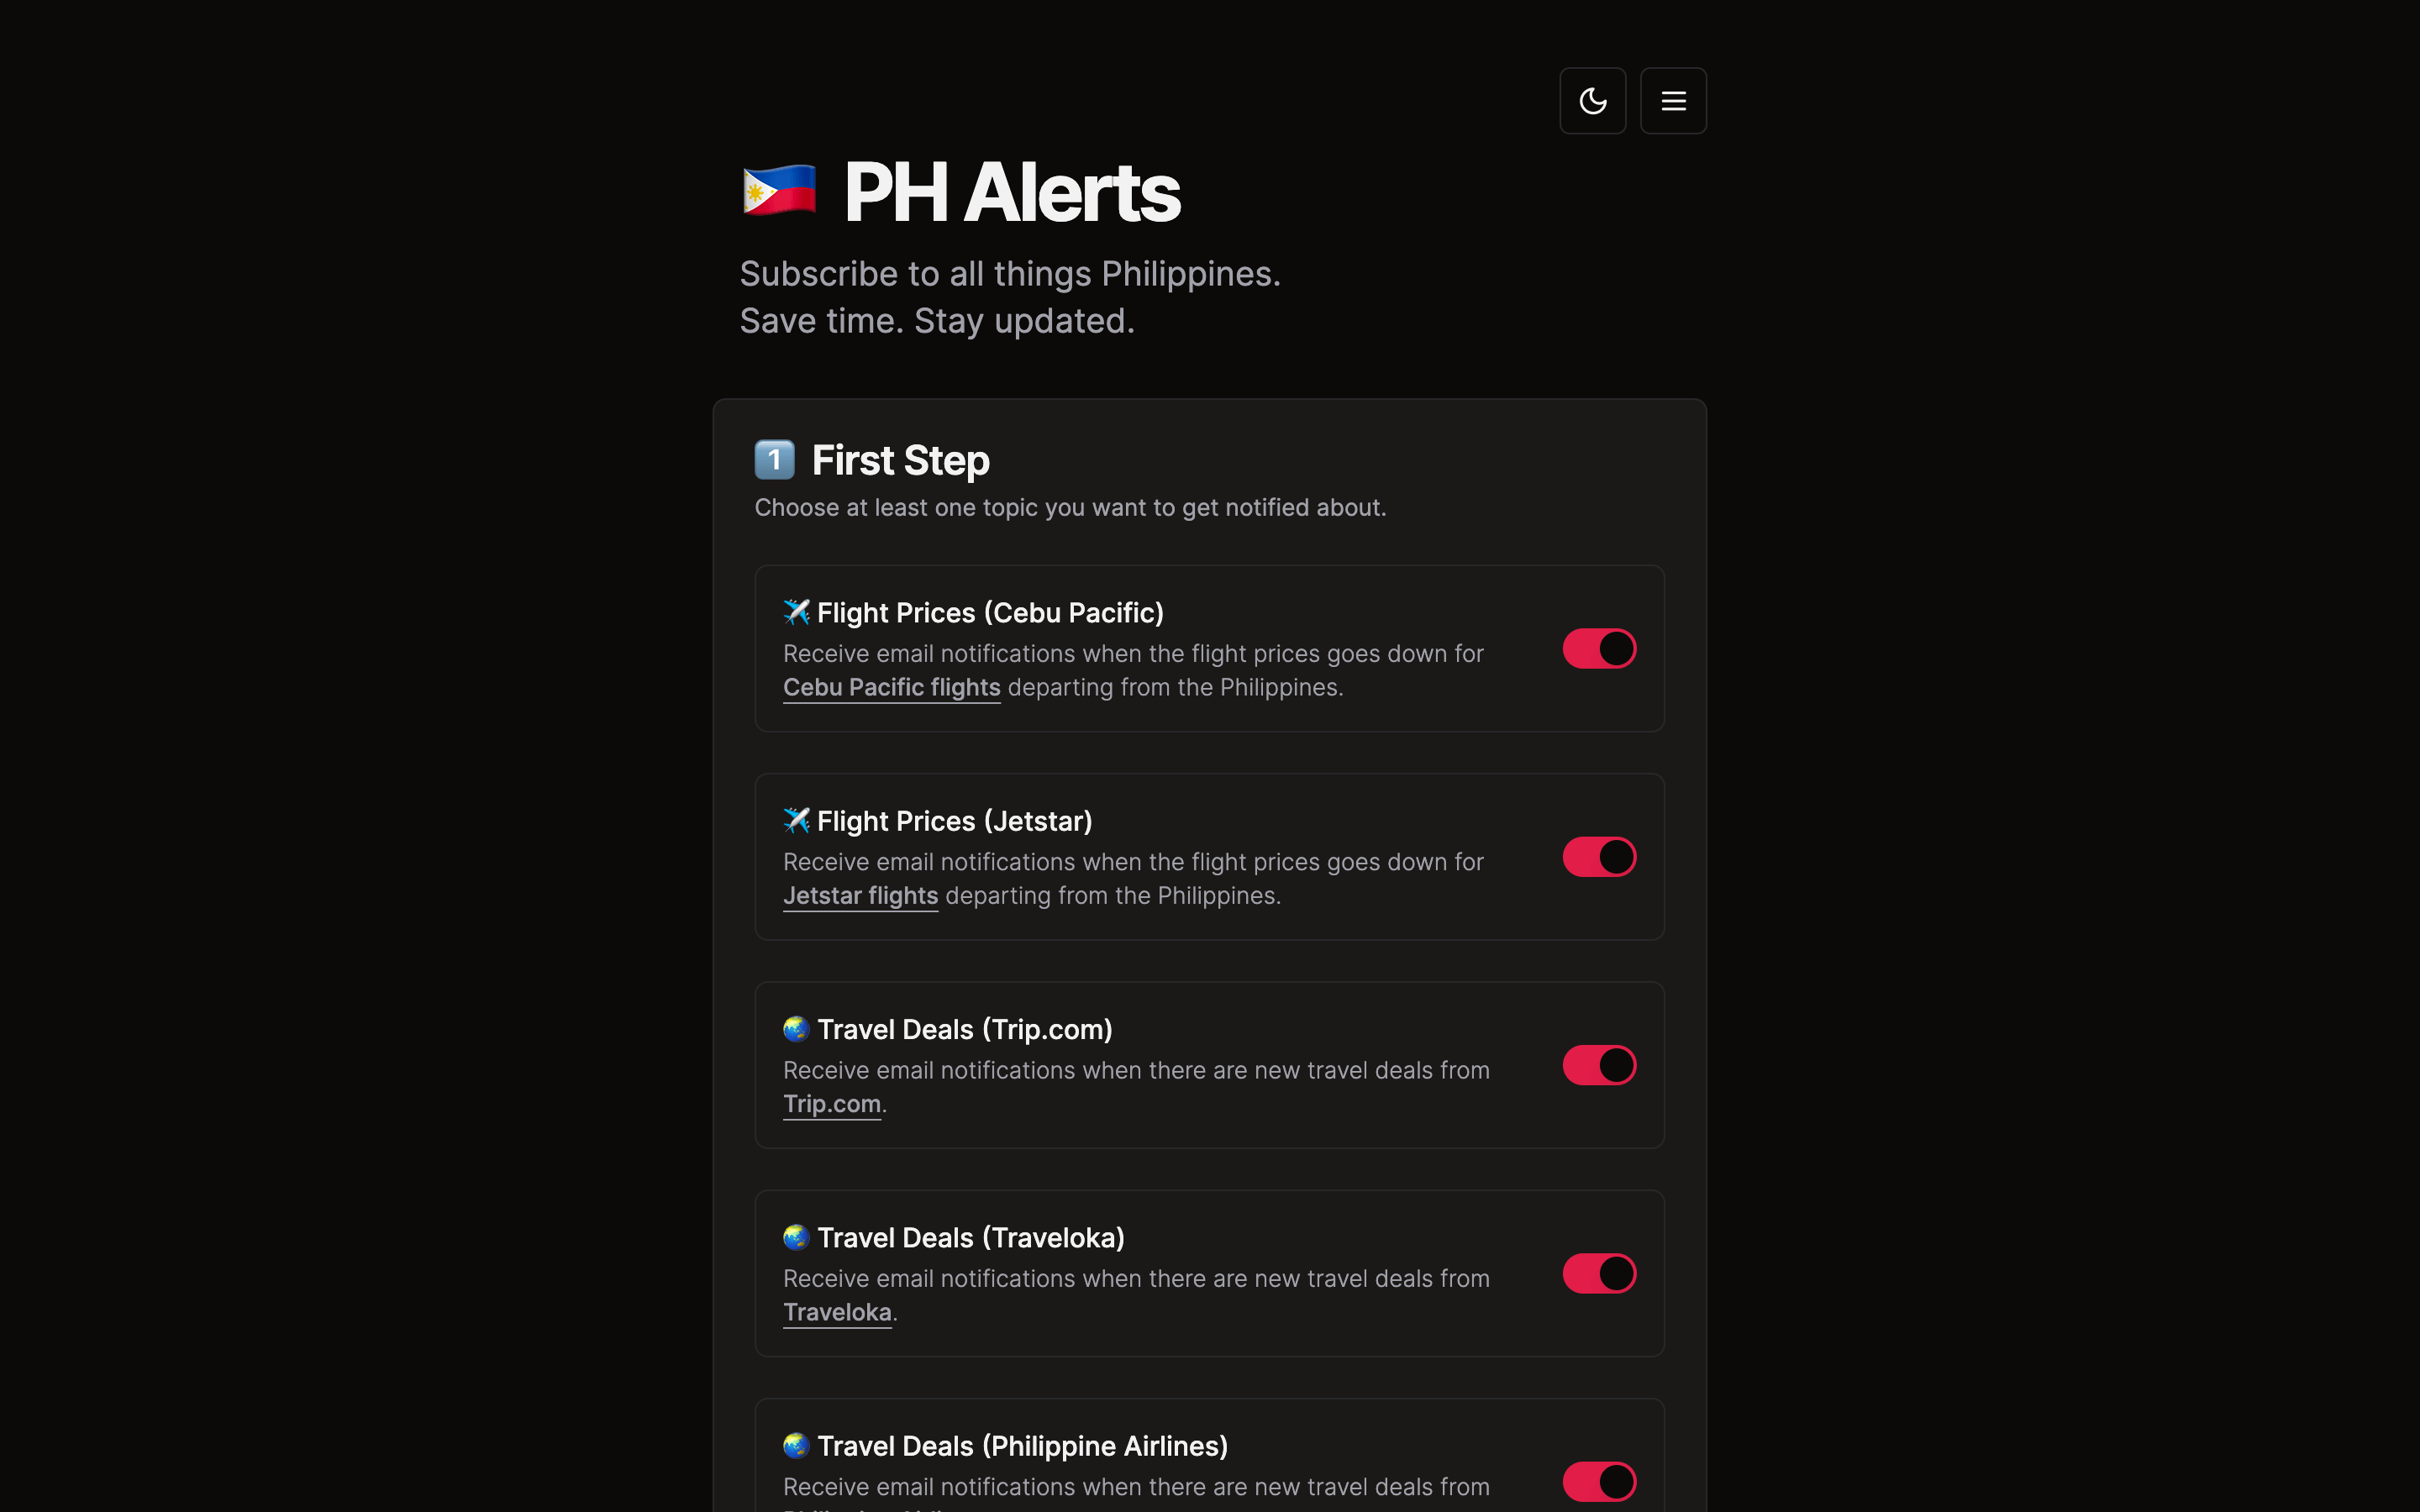 🇵🇭 PH Alerts
Subscribe to all things Philippines.
Save time. Stay updated.
1️⃣ First Step
Choose at least one topic you want to get notified about.
✈️ Flight Prices (Cebu Pacific)
Receive email notifications when the flight prices goes down for
Cebu Pacific flights departing from the Philippines.
✈️ Flight Prices (Jetstar)
Receive email notifications when the flight prices goes down for
Jetstar flights departing from the Philippines.
🌏 Travel Deals (Trip.com)
Receive email notifications when there are new travel deals from
Trip.com.
🌏 Travel Deals (Traveloka)
Receive email notifications when there are new travel deals from
Traveloka.
🌏 Travel Deals (Philippine Airlines)
Receive email notifications when there are new travel deals from